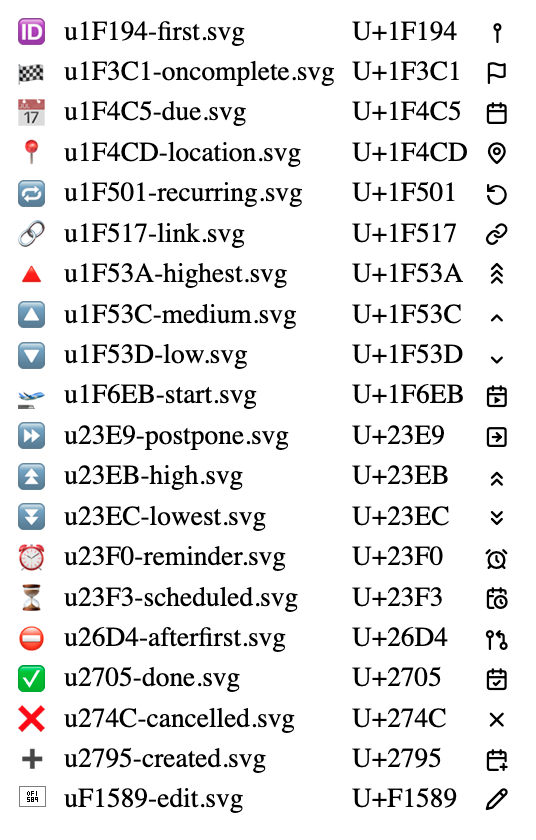 🆔 u1F194-first.svg U+1F194
🏁 u1F3C1-oncomplete.svg U+1F3C1
📅 u1F4C5-due.svg U+1F4C5
📍 u1F4CD-location.svg U+1F4CD
🔁 u1F501-recurring.svg U+1F501
🔗 u1F517-link.svg U+1F517
🔺 u1F53A-highest.svg U+1F53A
🔼 u1F53C-medium.svg U+1F53C
🔽 u1F53D-low.svg U+1F53D
🛫 u1F6EB-start.svg U+1F6EB
⏩ u23E9-postpone.svg U+23E9
⏫ u23EB-high.svg U+23EB
⏬ u23EC-lowest.svg U+23EC
⏰ u23F0-reminder.svg U+23F0
⏳ u23F3-scheduled.svg U+23F3
⛔ u26D4-afterfirst.svg U+26D4
✅ u2705-done.svg U+2705
❌ u274C-cancelled.svg U+274C
➕ u2795-created.svg U+2795
uF1589-edit.svg U+F1589